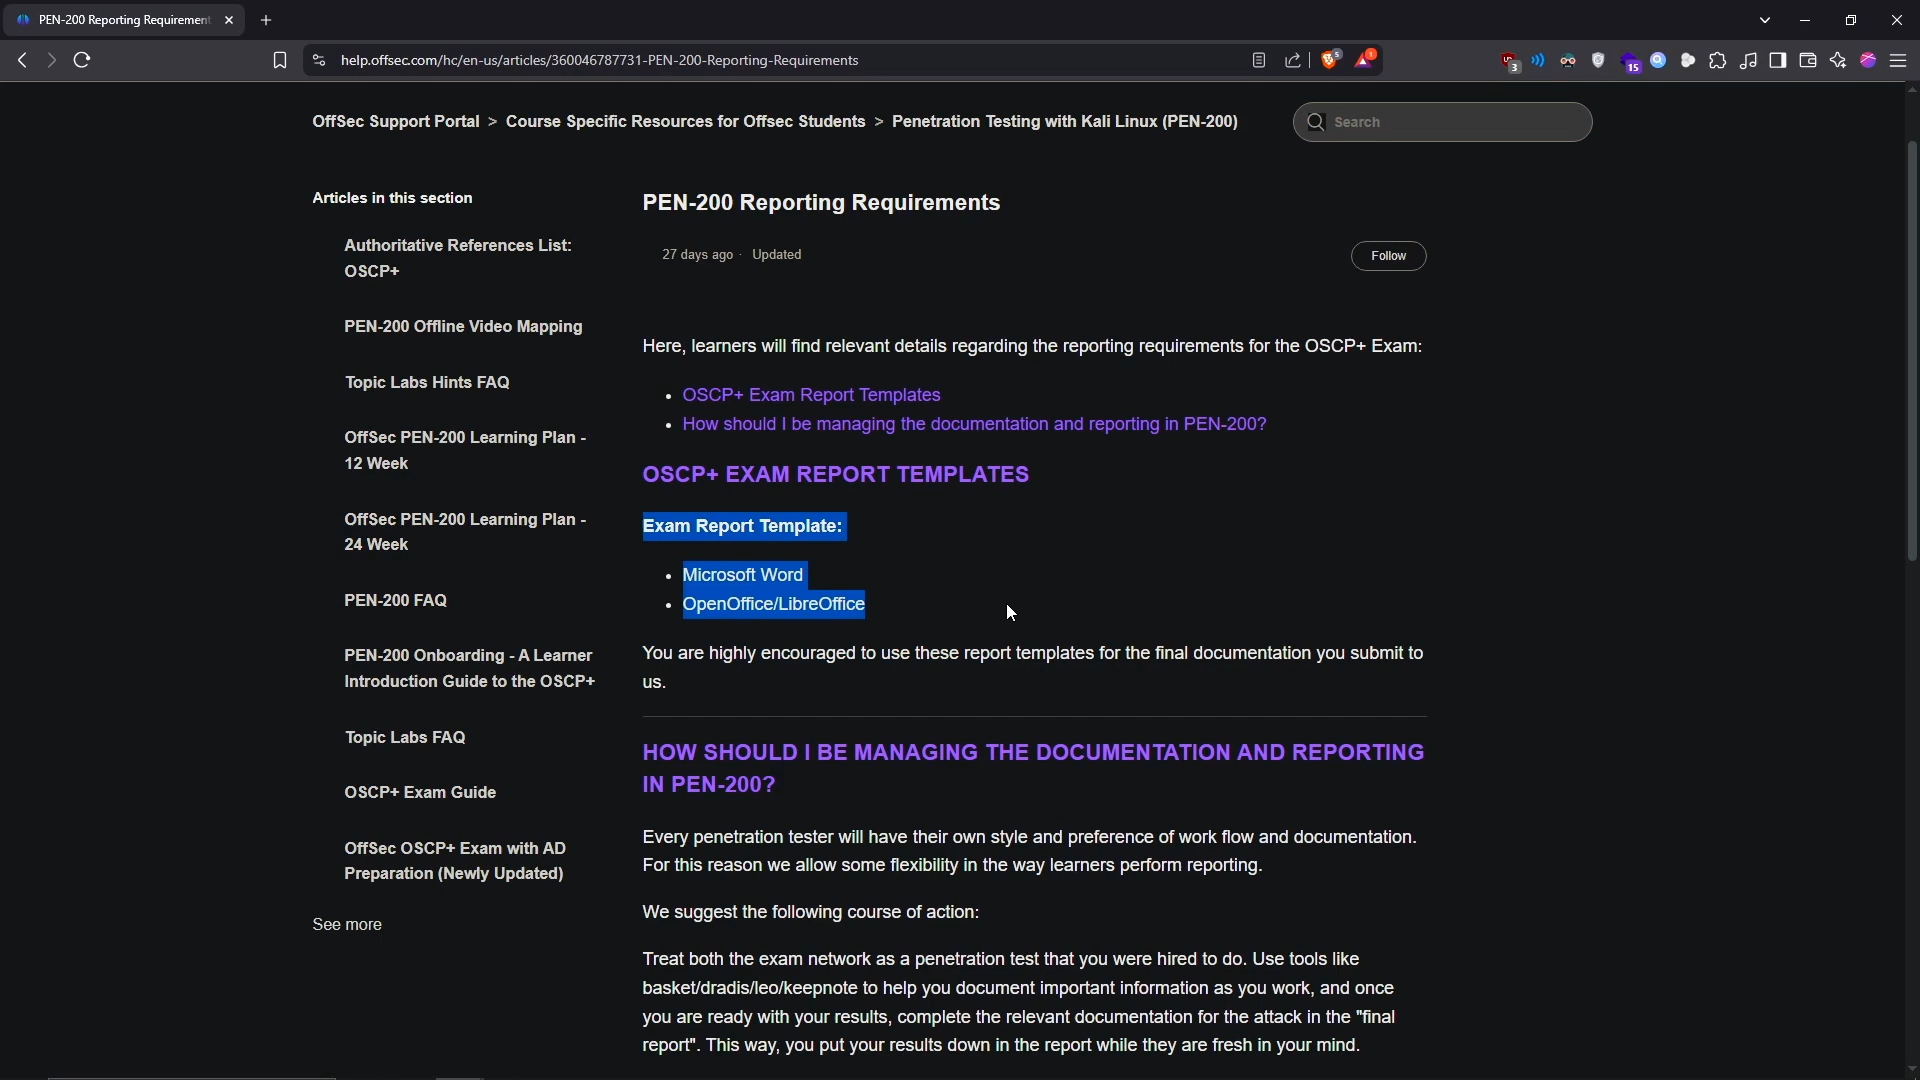 PEN-200 Reporting Requirement
help.offsec.com/hc/en-us/articles/360046787731-PEN-200-Reporting-Requirements
5
1
3
15
OffSec Support Portal > Course Specific Resources for Offsec Students > Penetration Testing with Kali Linux (PEN-200)
Search
Articles in this section
Authoritative References List:
OSCP+
PEN-200 Offline Video Mapping
Topic Labs Hints FAQ
OffSec PEN-200 Learning Plan -
12 Week
OffSec PEN-200 Learning Plan -
24 Week
PEN-200 FAQ
PEN-200 Onboarding - A Learner
Introduction Guide to the OSCP+
Topic Labs FAQ
OSCP+ Exam Guide
OffSec OSCP+ Exam with AD
Preparation (Newly Updated)
See more
PEN-200 Reporting Requirements
27 days ago · Updated
Follow
Here, learners will find relevant details regarding the reporting requirements for the OSCP+ Exam:
• OSCP+ Exam Report Templates
• How should I be managing the documentation and reporting in PEN-200?
OSCP+ EXAM REPORT TEMPLATES
Exam Report Template:
• Microsoft Word
• OpenOffice/LibreOffice
You are highly encouraged to use these report templates for the final documentation you submit to
us.
HOW SHOULD I BE MANAGING THE DOCUMENTATION AND REPORTING
IN PEN-200?
Every penetration tester will have their own style and preference of work flow and documentation.
For this reason we allow some flexibility in the way learners perform reporting.
We suggest the following course of action:
Treat both the exam network as a penetration test that you were hired to do. Use tools like
basket/dradis/leo/keepnote to help you document important information as you work, and once
you are ready with your results, complete the relevant documentation for the attack in the "final
report". This way, you put your results down in the report while they are fresh in your mind.